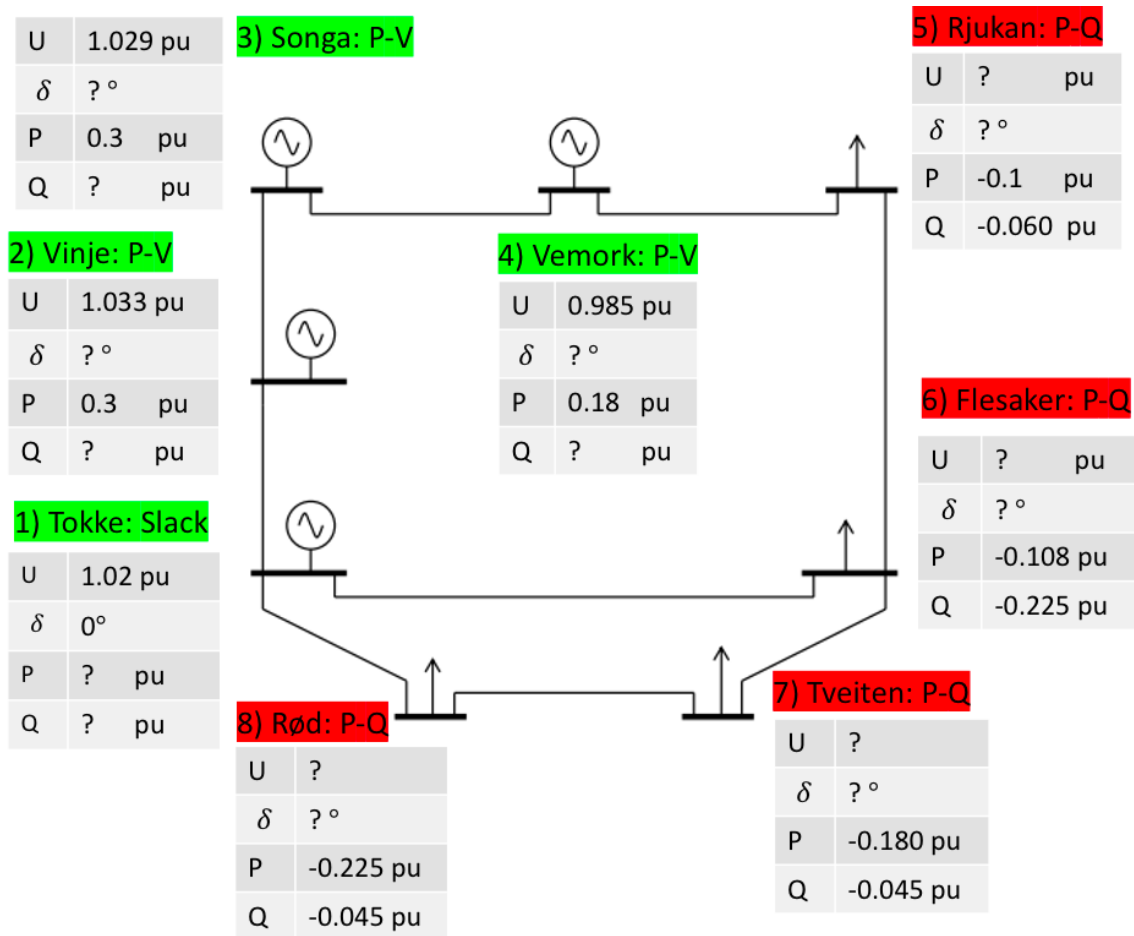 3) Songa: P-V
U 1.029 pu
δ ? °
P 0.3 pu
Q ? pu
5) Rjukan: P-Q
U ? pu
δ ? °
P -0.1 pu
Q -0.060 pu
2) Vinje: P-V
U 1.033 pu
δ ? °
P 0.3 pu
Q ? pu
4) Vemork: P-V
U 0.985 pu
δ ? °
P 0.18 pu
Q ? pu
6) Flesaker: P-Q
U ? pu
δ ? °
P -0.108 pu
Q -0.225 pu
1) Tokke: Slack
U 1.02 pu
δ 0°
P ? pu
Q ? pu
8) Rød: P-Q
U ?
δ ? °
P -0.225 pu
Q -0.045 pu
7) Tveiten: P-Q
U ?
δ ? °
P -0.180 pu
Q -0.045 pu